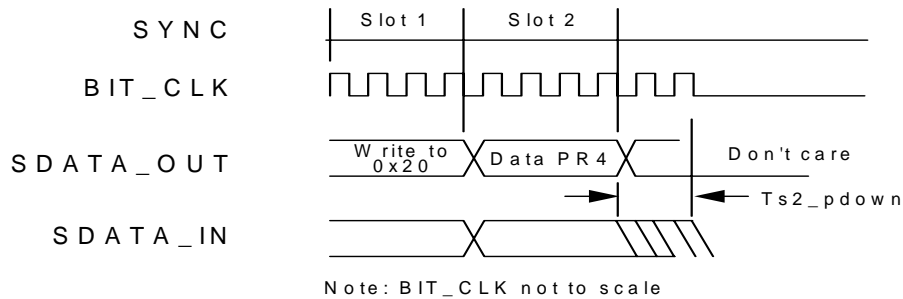 Slot 1 Slot 2
SYNC
BIT_CLK
SDATA_OUT
Write to
0x20
Data PR4
Don't care
Ts2_pdown
SDATA_IN
Note: BIT_CLK not to scale